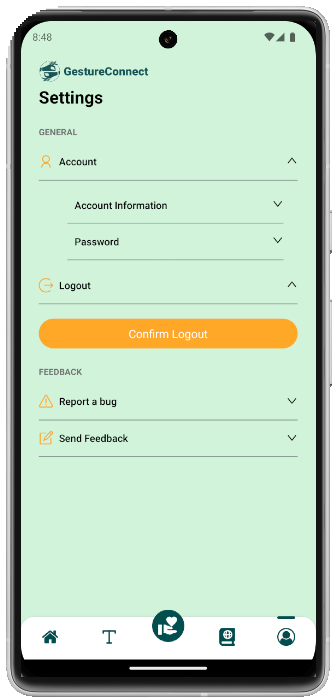 8:48
GestureConnect
Settings
GENERAL
Account
Account Information
Password
Logout
Confirm Logout
FEEDBACK
Report a bug
Send Feedback
T